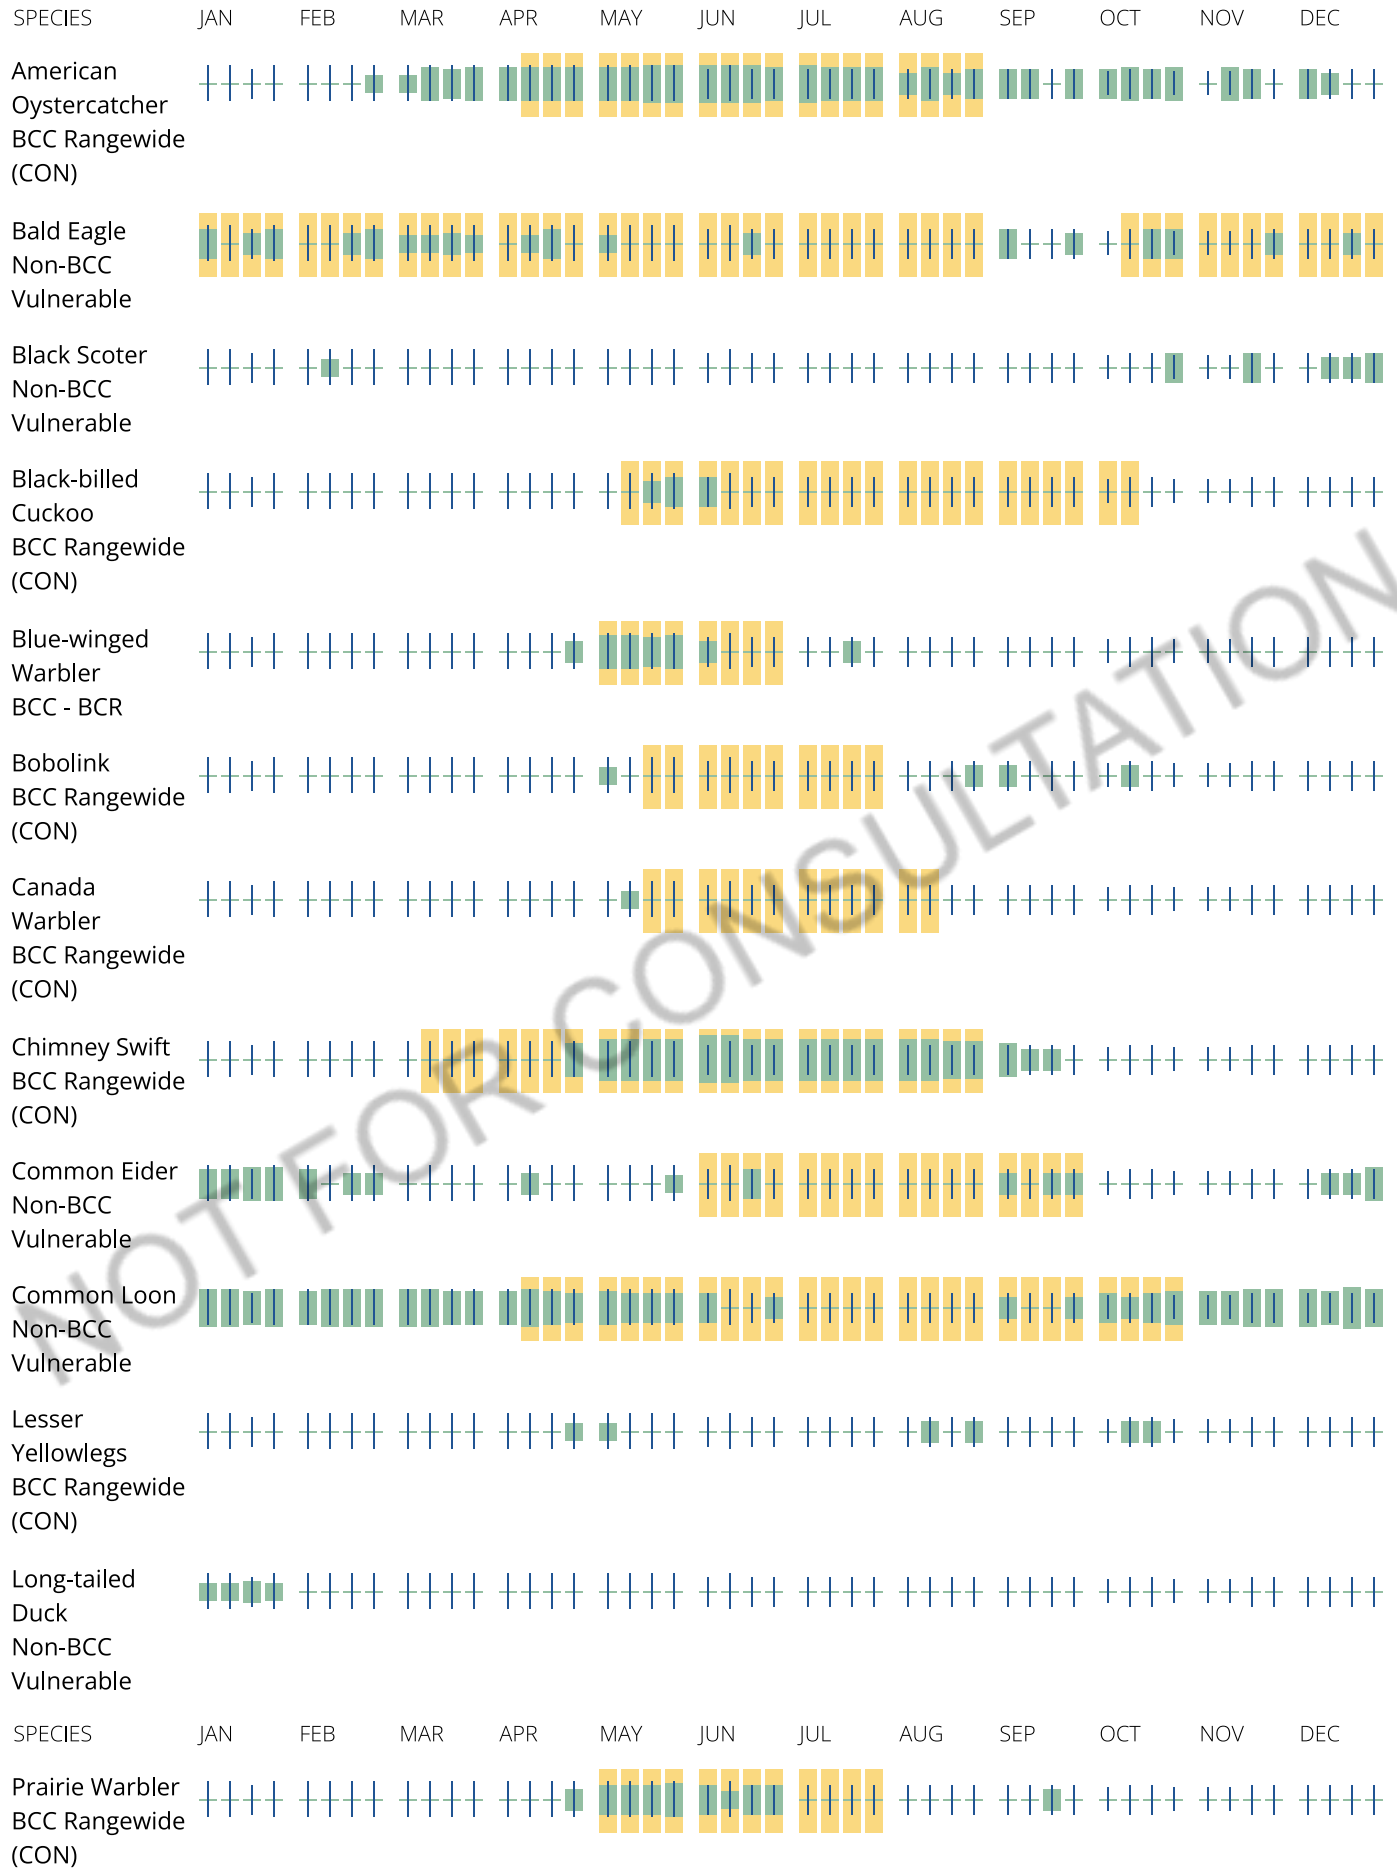 SPECIES JAN FEB MAR APR MAY JUN JUL AUG SEP OCT NOV DEC
American
Oystercatcher
BCC Rangewide
(CON)
Bald Eagle
Non-BCC
Vulnerable
Black Scoter
Non-BCC
Vulnerable
Black-billed
Cuckoo
BCC Rangewide
(CON)
Blue-winged
Warbler
BCC - BCR
Bobolink
BCC Rangewide
(CON)
Canada
Warbler
BCC Rangewide
(CON)
Chimney Swift
BCC Rangewide
(CON)
Common Eider
Non-BCC
Vulnerable
Common Loon
Non-BCC
Vulnerable
Lesser
Yellowlegs
BCC Rangewide
(CON)
Long-tailed
Duck
Non-BCC
Vulnerable
SPECIES JAN FEB MAR APR MAY JUN JUL AUG SEP OCT NOV DEC
Prairie Warbler
BCC Rangewide
(CON)
NOT FOR CONSULTATION